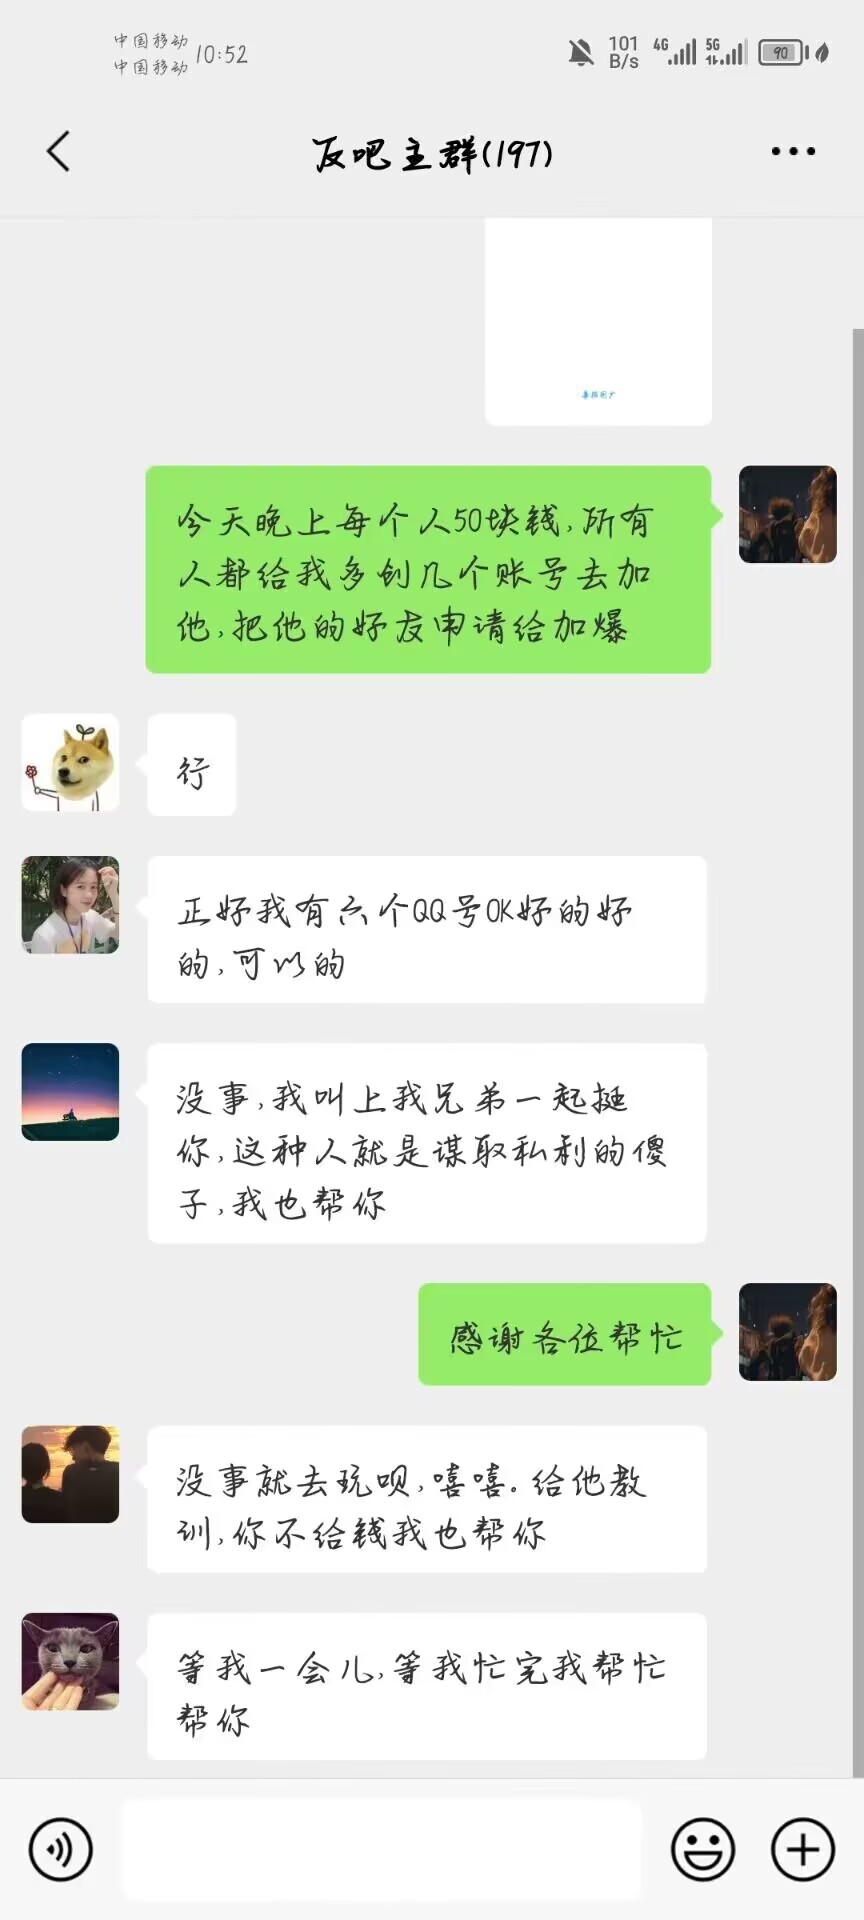 中国移动
中国移动
10:52
101 B/s
4G
5G
90
友吧主群(197)
今天晚上每个人50块钱,所有
人都给我多创几个账号去加
他,把他的好友申请给加爆
行
正好我有六个QQ号OK好的好
的,可以的
没事,我叫上我兄弟一起挺
你,这种人就是谋取私利的傻
子,我也帮你
感谢各位帮忙
没事就去玩呗,嘻嘻。给他教
训,你不给钱我也帮你
等我一会儿,等我忙完我帮忙
帮你